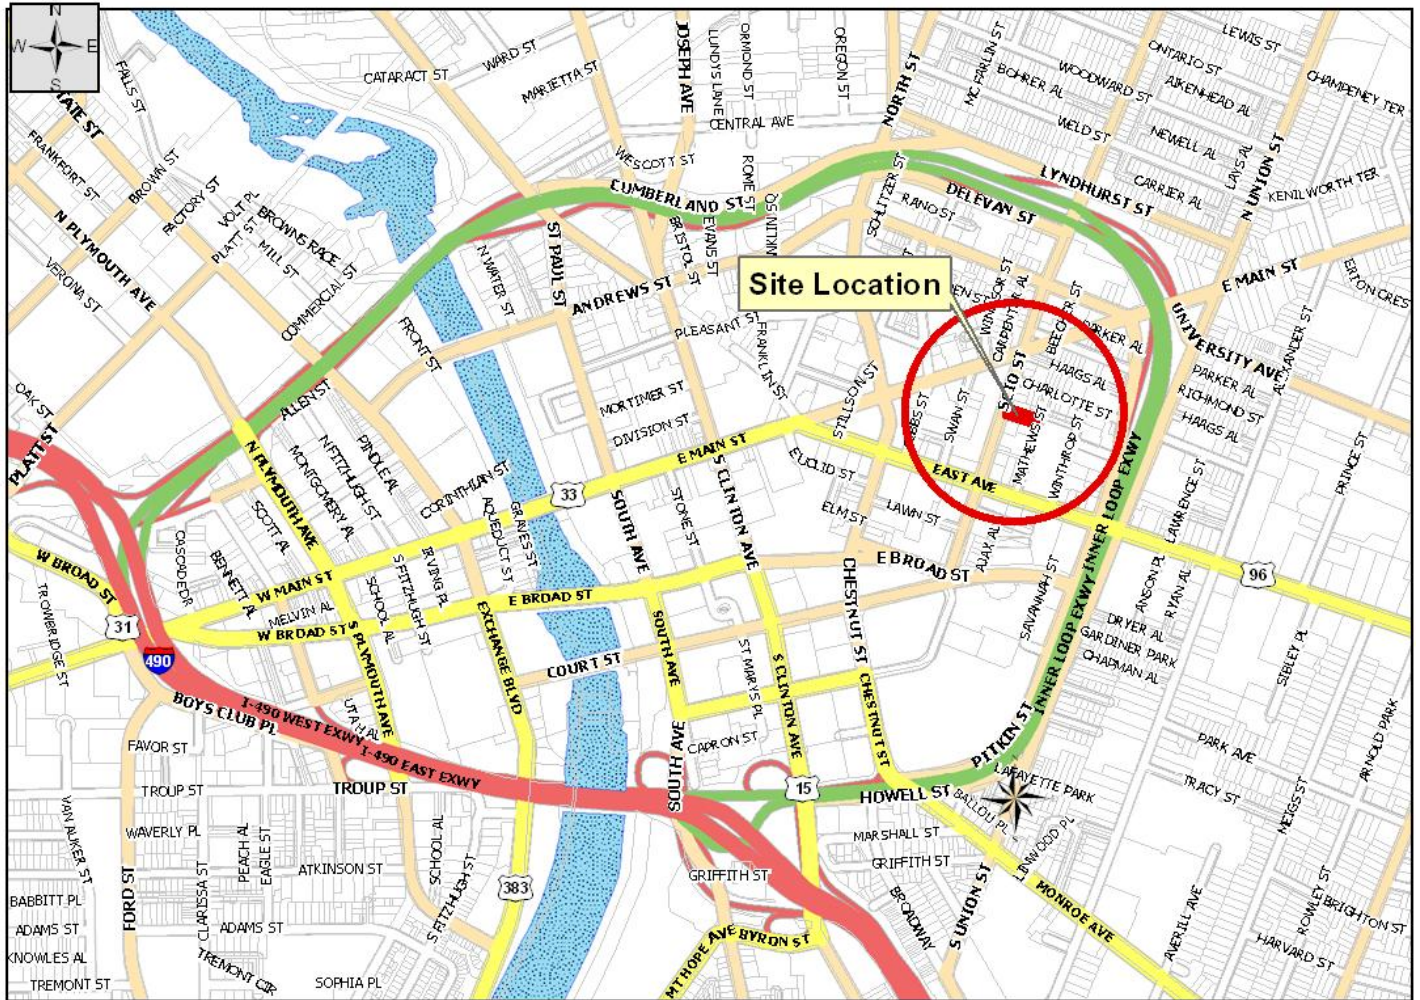 N
W E
S
FALLS ST
CATARACT ST
WARD ST
MARIETTA ST
JOSEPH AVE
LUNDYS LANE
ORMOND ST
OREGON ST
NORTH ST
MC FARLIN ST
LEWIS ST
ONTARIO ST
WOODWARD ST
BOHRER AL
AIKENHEAD AL
CHAMPENEY TER
CENTRAL AVE
WELD ST
NEWELL AL
LAYS AL
N UNION ST
FRANKFORT ST
BROWN ST
FACTORY ST
VOLT PL
PLATT ST
BROWNS RACE
MILL ST
WESCOTT ST
ROME ST
CUMBERLAND ST
SCHLITZER ST
RANO ST
DELEVAN ST
LYNDHURST ST
CARRIER AL
KENILWORTH TER
N PLYMOUTH AVE
VERONA ST
COMMERCIAL ST
N WATER ST
ST PAUL ST
BRISTOL ST
EVANS ST
ANDREWS ST
Site Location
E MAIN ST
UNIVERSITY AVE
FRONT ST
PLEASANT ST
FRANKLIN ST
CARPENTER AL
HAAGS AL
CHARLOTTE ST
PARKER AL
RICHMOND ST
HAAGS AL
OAK ST
PLATT ST
ALLEN ST
MORTIMER ST
DIVISION ST
STILLSON ST
SWAN ST
MATHEWS ST
WINTHROP ST
N PLYMOUTH AVE
N FITZHUGH ST
PINDLE AL
MONTGOMERY AL
SCOTT AL
CORINTHIAN ST
E MAIN ST
33
S CLINTON AVE
EUCLID ST
EAST AVE
INNER LOOP EXWY
LAWRENCE ST
PRINCE ST
AQUEDUCT ST
GRAVES ST
SOUTH AVE
STONE ST
ELM ST
LAWN ST
AJAX AL
E BROAD ST
CHESTNUT ST
SAVANNAH ST
96
W BROAD ST
CASCADE DR
BENNETT AL
W MAIN ST
MELVIN AL
SCHOOL AL
S FITZHUGH ST
IRVING PL
E BROAD ST
EXCHANGE BLVD
TROWBRIDGE ST
31
490
W BROAD ST
S PLYMOUTH AVE
COURT ST
SOUTH AVE
ST MARYS PL
S CLINTON AVE
CHESTNUT ST
INNER LOOP EXWY
ANSON PL
RYAN AL
DRYER AL
GARDINER PARK
CHAPMAN AL
SIBLEY PL
BOYS CLUB PL
I-490 WEST EXWY
UTAH AL
I-490 EAST EXWY
FAVOR ST
TROUP ST
TROUP ST
CAPRON ST
SOUTH AVE
15
HOWELL ST
PITKIN ST
LAFAYETTE PARK
BALLOU PL
PARK AVE
TRACY ST
MEIGS ST
ARNOLD PARK
VAN AUKER ST
WAVERLY PL
FORD ST
CLARISSA ST
PEACH AL
EAGLE ST
ATKINSON ST
SCHOOL AL
S FITZHUGH ST
383
GRIFFITH ST
MARSHALL ST
GRIFFITH ST
BROADWAY
S UNION ST
MONROE AVE
AVERILL AVE
ROWLEY ST
BRIGHTON ST
HARVARD ST
BABBITT PL
ADAMS ST
ADAMS ST
KNOWLES AL
TREMONT ST
TREMONT CIR
SOPHIA PL
MT HOPE AVE
BYRON ST